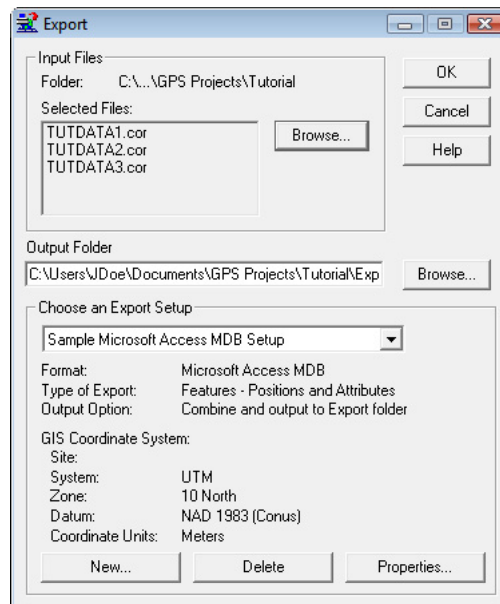 Export
Input Files
Folder: C:\...\GPS Projects\Tutorial
Selected Files:
TUTDATA1.cor
TUTDATA2.cor
TUTDATA3.cor
Browse...
OK
Cancel
Help
Output Folder
C:\Users\JDoe\Documents\GPS Projects\Tutorial\Exp
Browse...
Choose an Export Setup
Sample Microsoft Access MDB Setup
Format: Microsoft Access MDB
Type of Export: Features - Positions and Attributes
Output Option: Combine and output to Export folder
GIS Coordinate System:
Site:
System: UTM
Zone: 10 North
Datum: NAD 1983 (Conus)
Coordinate Units: Meters
New...
Delete
Properties...